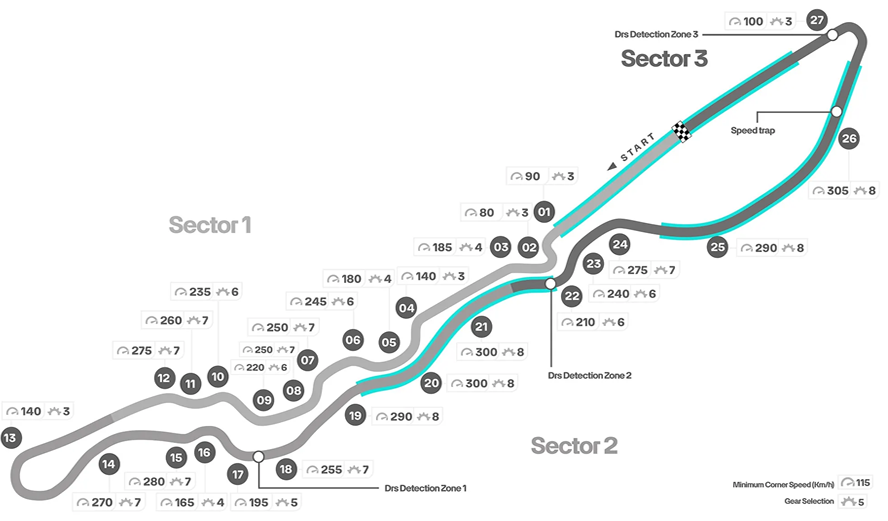 100 3 27
Drs Detection Zone 3
Sector 3
Speed trap
START
26
305 8
90 3
01
80 3
02
185 4 03
24
25 290 8
23
275 7
22 240 6
210 6
Sector 1
180 4
140 3
04
235 6
245 6
05
06
260 7
250 7
250 7
07
220 6
275 7
12 11 10
09 08
21
300 8
20 300 8
Drs Detection Zone 2
19 290 8
140 3
13
Sector 2
14 15 16
17 18 255 7
280 7
270 7 165 4 195 5
Drs Detection Zone 1
Minimum Corner Speed (Km/h) 115
Gear Selection 5